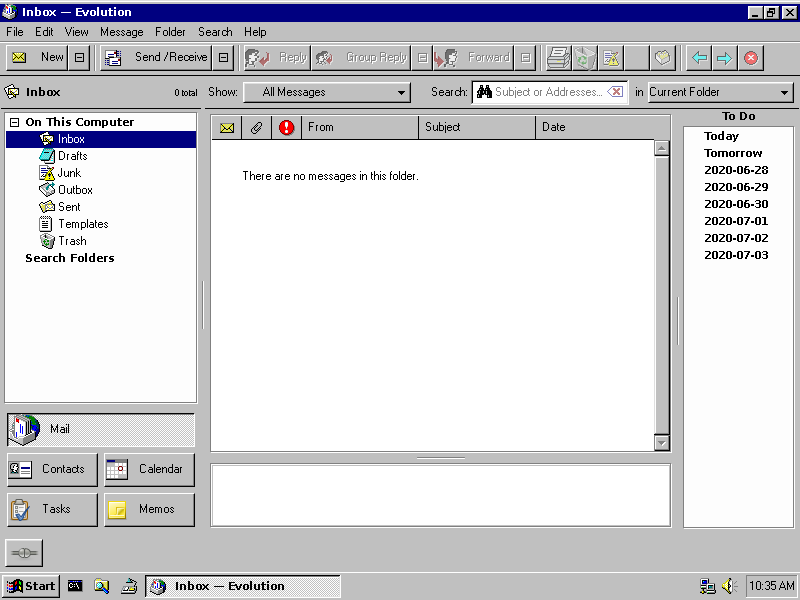 Inbox — Evolution
File Edit View Message Folder Search Help
New Send / Receive Reply Group Reply Forward
Inbox 0 total Show: All Messages Search: Subject or Addresses... in Current Folder
On This Computer
Inbox
Drafts
Junk
Outbox
Sent
Templates
Trash
Search Folders
From Subject Date
There are no messages in this folder.
To Do
Today
Tomorrow
2020-06-28
2020-06-29
2020-06-30
2020-07-01
2020-07-02
2020-07-03
Mail
Contacts Calendar
Tasks Memos
Start Inbox — Evolution 10:35 AM